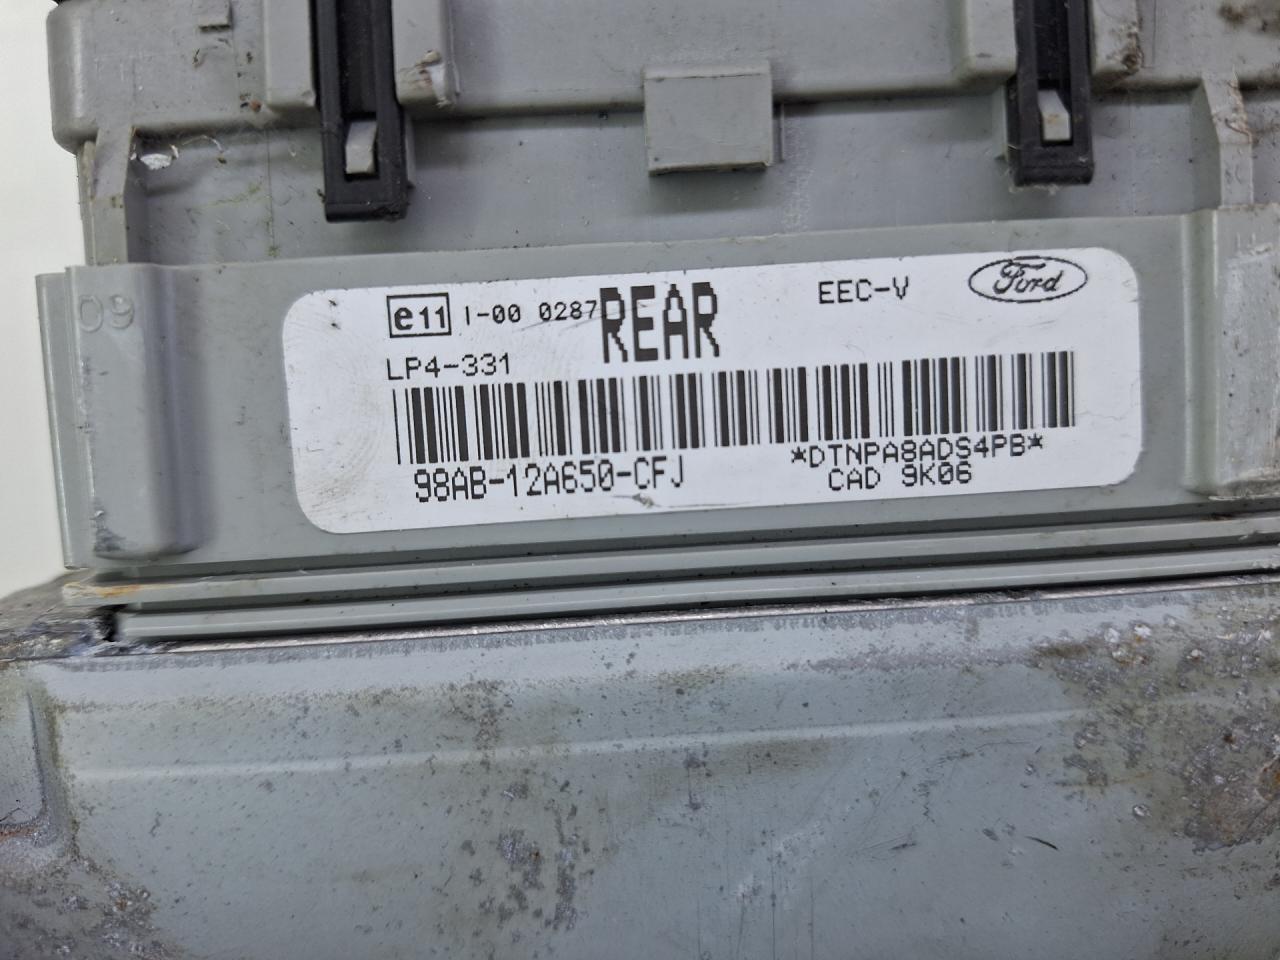 09
e11 I-00 0287 REAR EEC-V Ford
LP4-331
98AB-12A650-CFJ *DTNPA8ADS4PB*
CAD 9K06